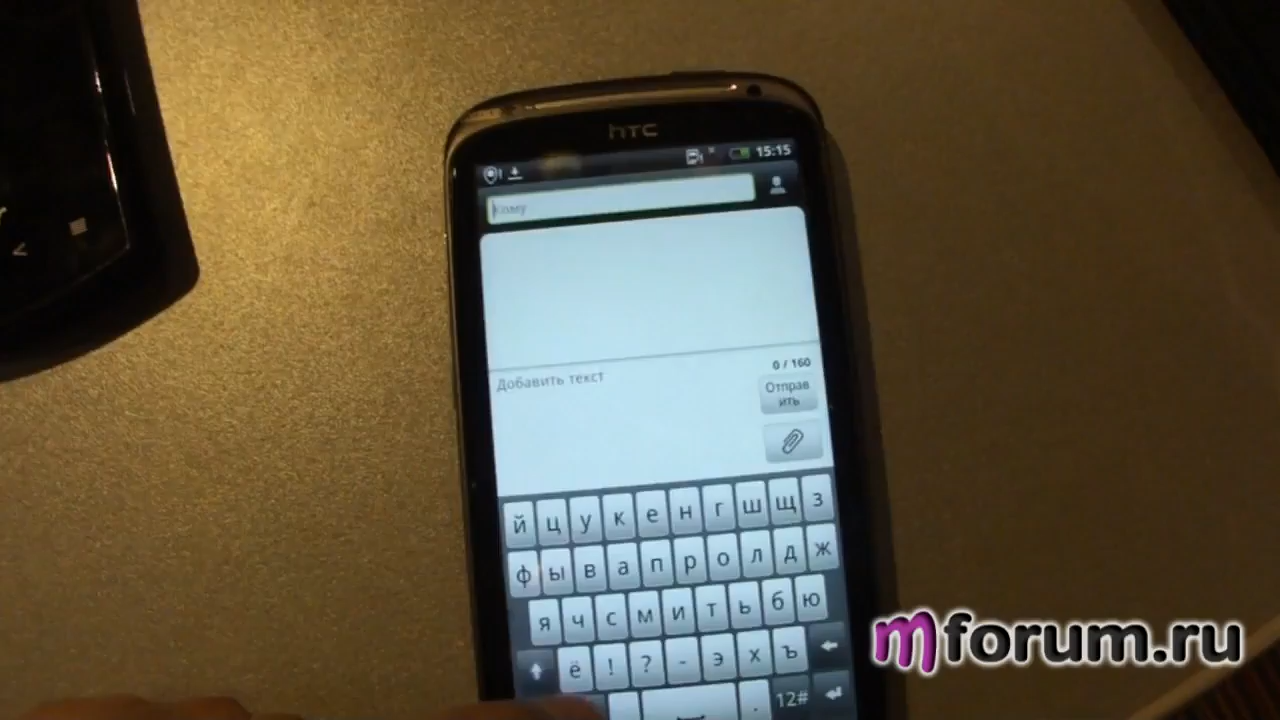 hTC
15:15
Кому
0 / 160
Добавить текст
Отправ
ить
й ц у к е н г ш щ з
ф ы в а п р о л д ж
я ч с м и т ь б ю
ё ! ? - э х ъ
. 12#
mforum.ru